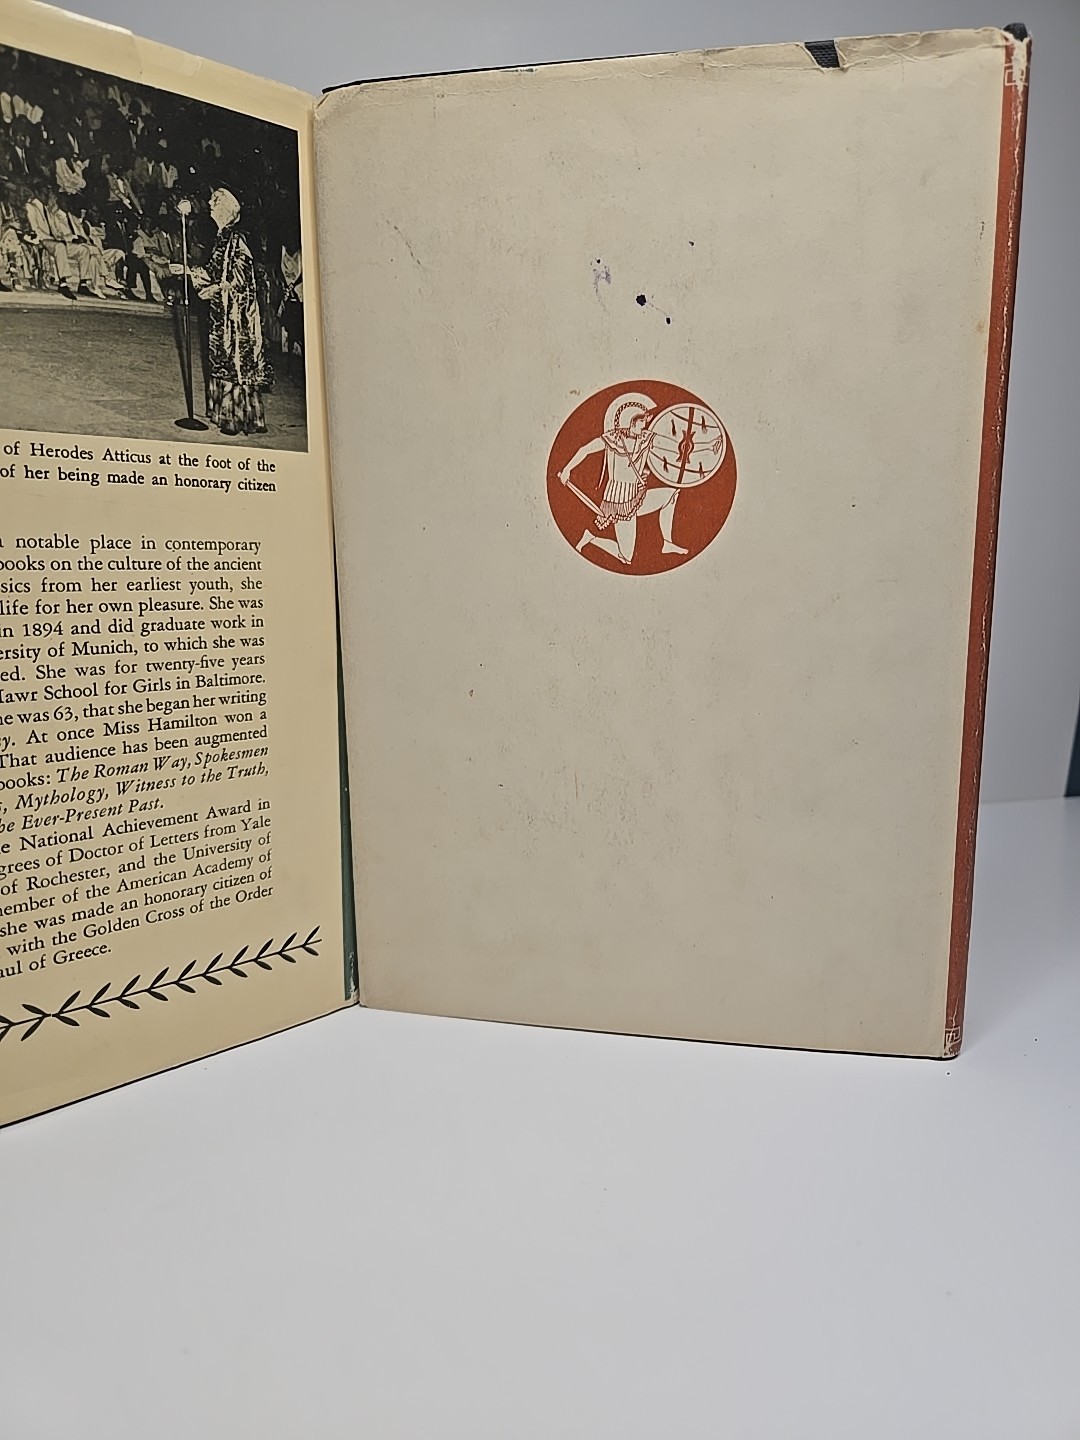 of Herodes Atticus at the foot of the
of her being made an honorary citizen
notable place in contemporary
books on the culture of the ancient
sics from her earliest youth, she
life for her own pleasure. She was
in 1894 and did graduate work in
ersity of Munich, to which she was
ed. She was for twenty-five years
Mawr School for Girls in Baltimore.
he was 63, that she began her writing
y. At once Miss Hamilton won a
That audience has been augmented
books: The Roman Way, Spokesmen
, Mythology, Witness to the Truth,
he Ever-Present Past.
e National Achievement Award in
grees of Doctor of Letters from Yale
of Rochester, and the University of
member of the American Academy of
she was made an honorary citizen of
with the Golden Cross of the Order
aul of Greece.